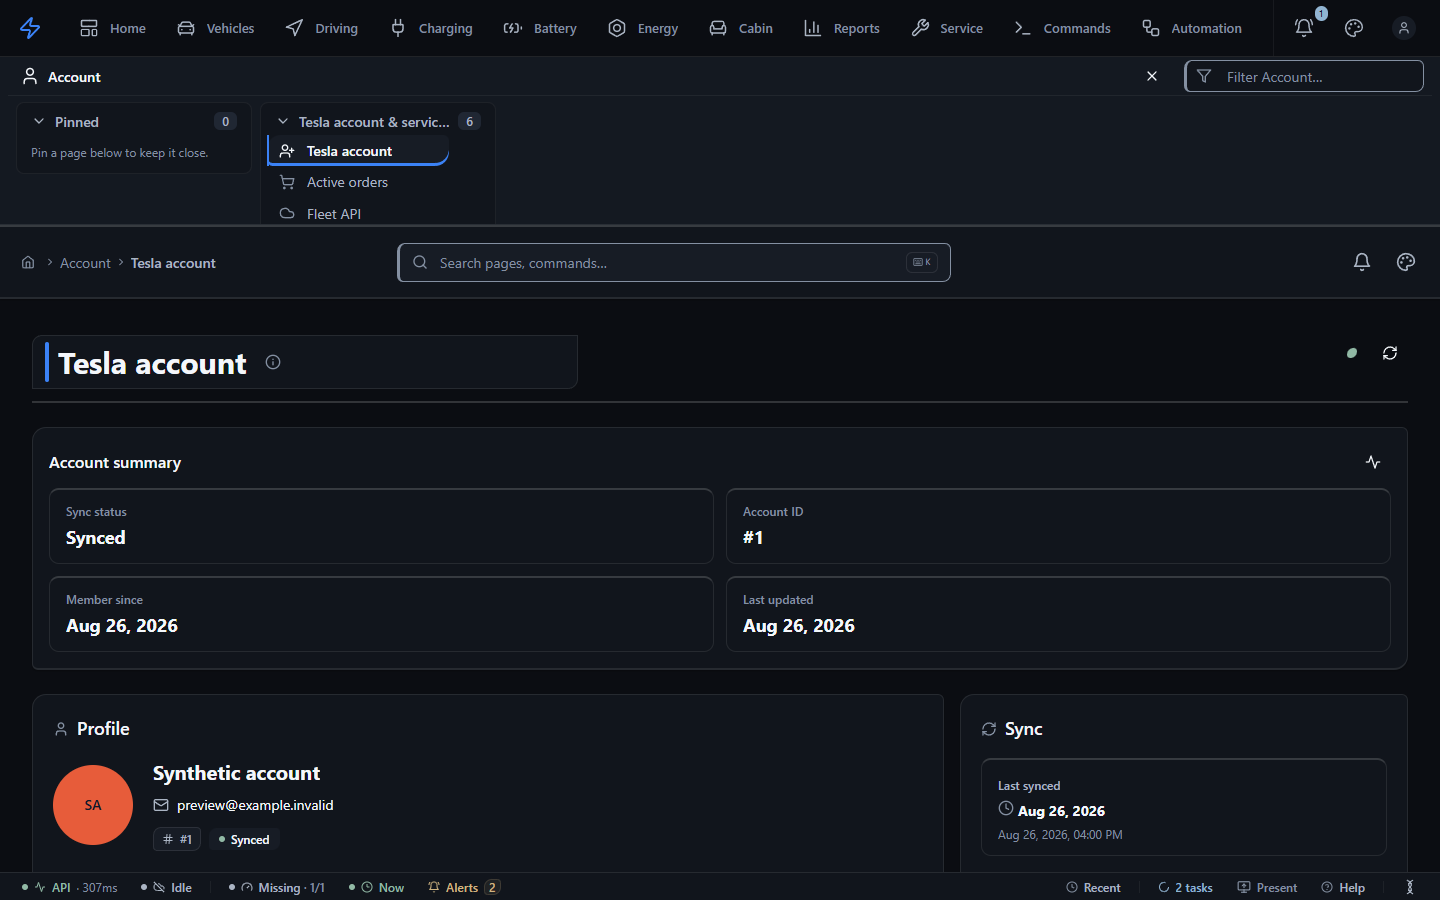 Home
Vehicles
Driving
Charging
Battery
Energy
Cabin
Reports
Service
Commands
Automation
1
Account
Filter Account...
Pinned
0
Pin a page below to keep it close.
Tesla account & servic...
6
Tesla account
Active orders
Fleet API
Account
Tesla account
Search pages, commands...
K
Tesla account
Account summary
Sync status
Synced
Account ID
#1
Member since
Aug 26, 2026
Last updated
Aug 26, 2026
Profile
SA
Synthetic account
preview@example.invalid
#1
Synced
Sync
Last synced
Aug 26, 2026
Aug 26, 2026, 04:00 PM
API · 307ms
Idle
Missing · 1/1
Now
Alerts 2
Recent
2 tasks
Present
Help